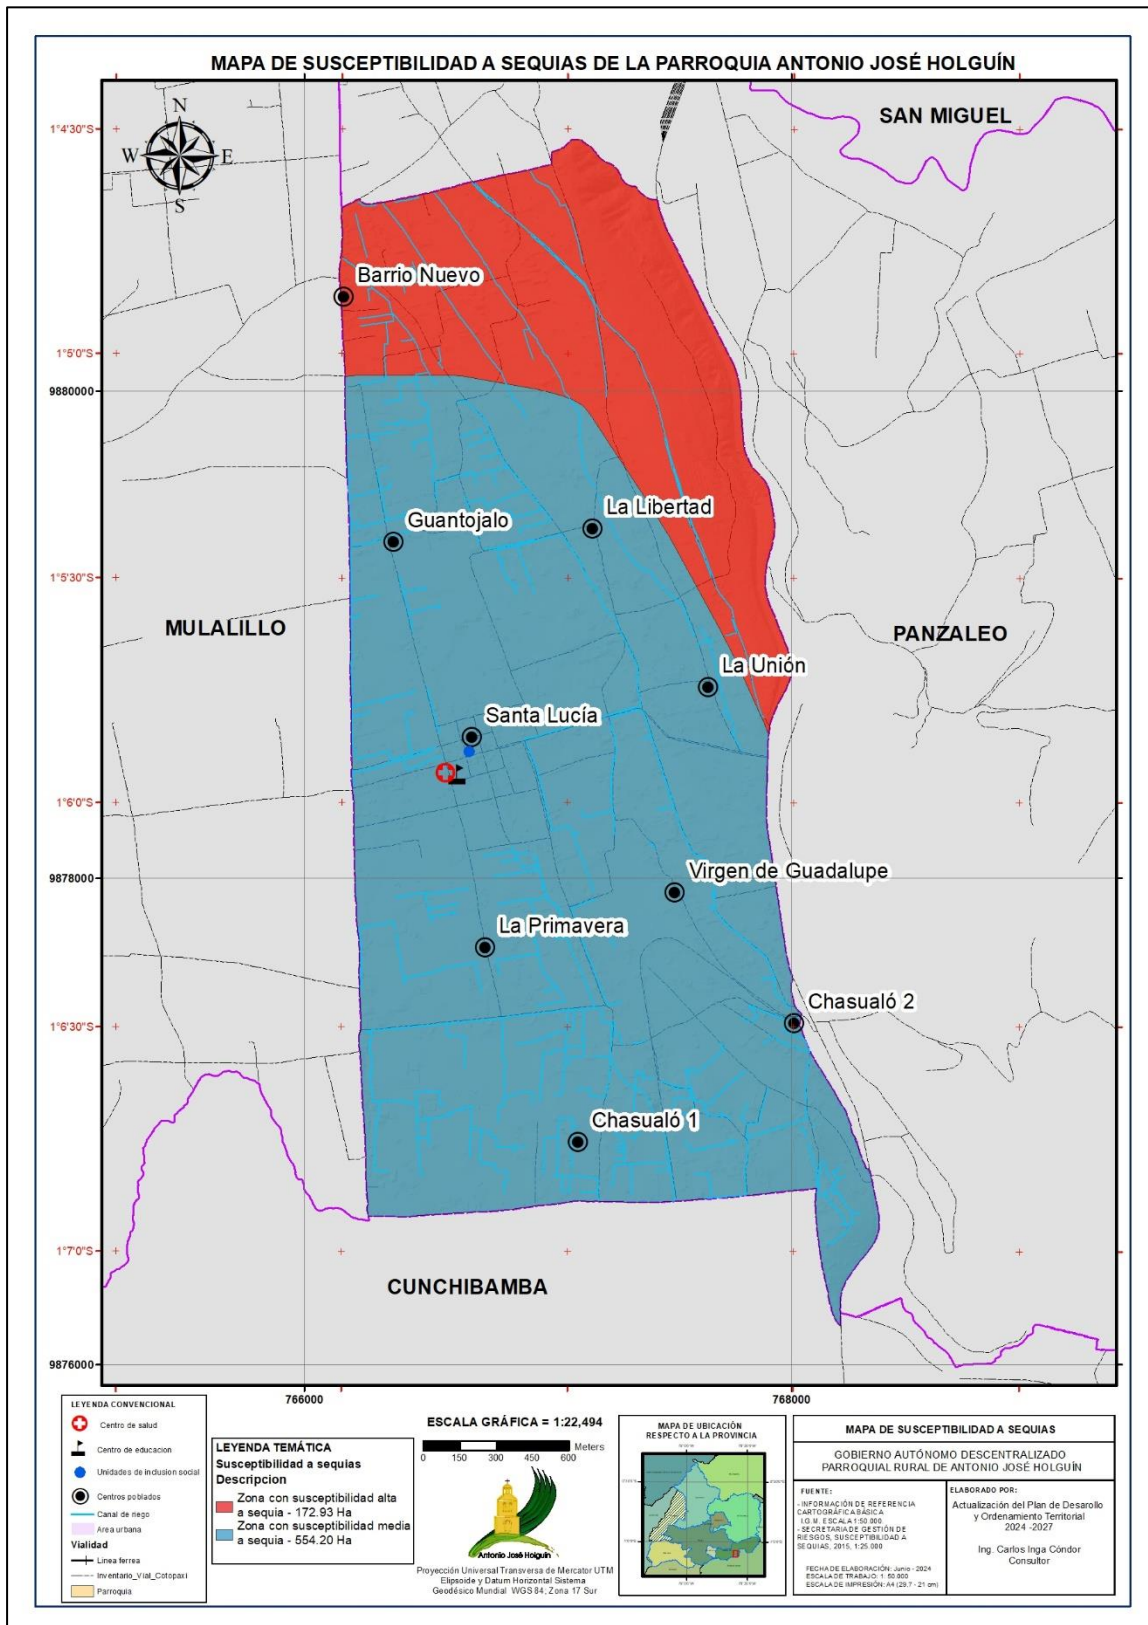 MAPA DE SUSCEPTIBILIDAD A SEQUIAS DE LA PARROQUIA ANTONIO JOSÉ HOLGUÍN
N
W E
S
SAN MIGUEL
1°4'30"S
Barrio Nuevo
1°5'0"S
9880000
La Libertad
Guantojalo
1°5'30"S
MULALILLO
PANZALEO
La Unión
Santa Lucía
1°6'0"S
9878000
Virgen de Guadalupe
La Primavera
Chasualó 2
1°6'30"S
Chasualó 1
1°7'0"S
CUNCHIBAMBA
9876000
766000
768000
LEYENDA CONVENCIONAL
Centro de salud
Centro de educacion
Unidades de inclusion social
Centros poblados
Canal de riego
Area urbana
Vialidad
Linea ferrea
Inventario_Vial_Cotopaxi
Parroquia
LEYENDA TEMÁTICA
Susceptibilidad a sequias
Descripcion
Zona con susceptibilidad alta
a sequia - 172.93 Ha
Zona con susceptibilidad media
a sequia - 554.20 Ha
ESCALA GRÁFICA = 1:22,494
Meters
0 150 300 450 600
Antonio José Holguín
Proyección Universal Transversa de Mercator UTM
Elipsoide y Datum Horizontal Sistema
Geodésico Mundial WGS 84; Zona 17 Sur
MAPA DE UBICACIÓN
RESPECTO A LA PROVINCIA
MAPA DE SUSCEPTIBILIDAD A SEQUIAS
GOBIERNO AUTÓNOMO DESCENTRALIZADO
PARROQUIAL RURAL DE ANTONIO JOSÉ HOLGUÍN
FUENTE:
- INFORMACIÓN DE REFERENCIA
CARTOGRÁFICA BÁSICA
I.G.M. ESCALA 1:50 000.
- SECRETARIA DE GESTIÓN DE
RIESGOS, SUSCEPTIBILIDAD A
SEQUIAS, 2015, 1:25.000
FECHA DE ELABORACIÓN: Junio - 2024
ESCALA DE TRABAJO: 1: 50 000
ESCALA DE IMPRESIÓN: A4 (29,7 - 21 cm)
ELABORADO POR:
Actualización del Plan de Desarollo
y Ordenamiento Territorial
2024 -2027
Ing. Carlos Inga Cóndor
Consultor